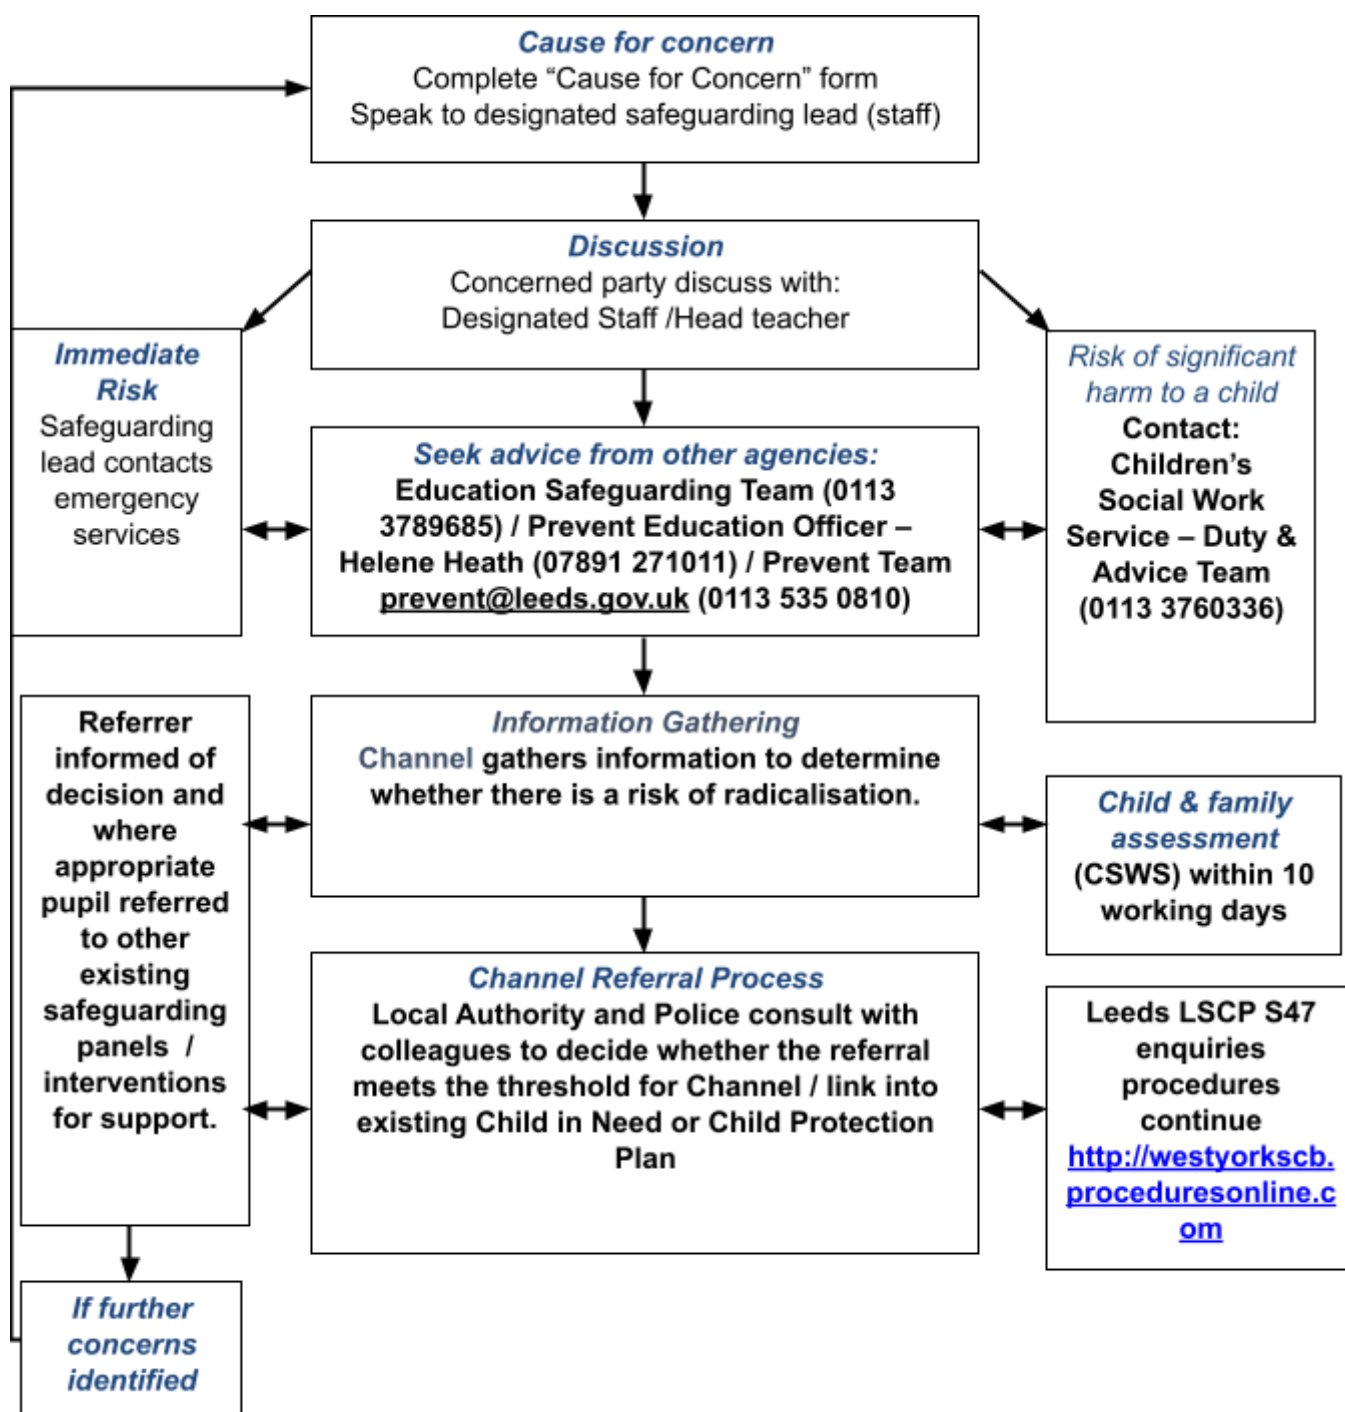 Cause for concern
Complete “Cause for Concern” form
Speak to designated safeguarding lead (staff)
Discussion
Concerned party discuss with:
Designated Staff /Head teacher
Immediate
Risk
Safeguarding
lead contacts
emergency
services
Risk of significant
harm to a child
Contact:
Children’s
Social Work
Service – Duty &
Advice Team
(0113 3760336)
Seek advice from other agencies:
Education Safeguarding Team (0113
3789685) / Prevent Education Officer –
Helene Heath (07891 271011) / Prevent Team
prevent@leeds.gov.uk (0113 535 0810)
Referrer
informed of
decision and
where
appropriate
pupil referred
to other
existing
safeguarding
panels /
interventions
for support.
Information Gathering
Channel gathers information to determine
whether there is a risk of radicalisation.
Child & family
assessment
(CSWS) within 10
working days
Channel Referral Process
Local Authority and Police consult with
colleagues to decide whether the referral
meets the threshold for Channel / link into
existing Child in Need or Child Protection
Plan
Leeds LSCP S47
enquiries
procedures
continue
http://westyorkscb.
proceduresonline.c
om
If further
concerns
identified